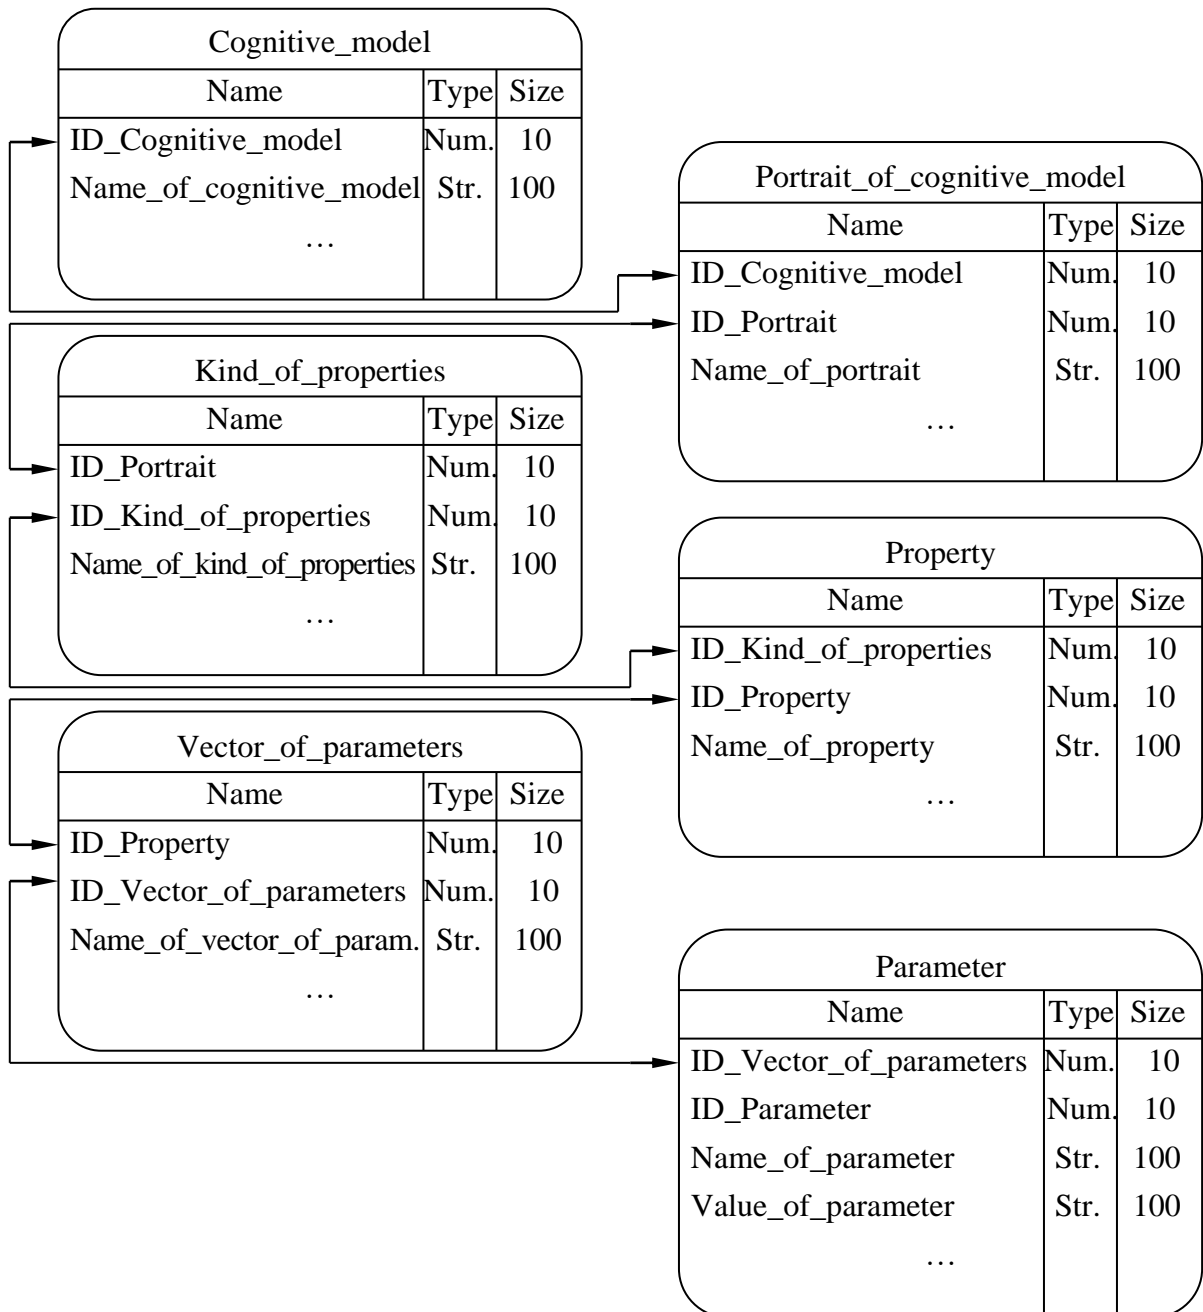 Cognitive_model
Name Type Size
ID_Cognitive_model Num. 10
Name_of_cognitive_model Str. 100
…
Portrait_of_cognitive_model
Name Type Size
ID_Cognitive_model Num. 10
ID_Portrait Num. 10
Name_of_portrait Str. 100
…
Kind_of_properties
Name Type Size
ID_Portrait Num. 10
ID_Kind_of_properties Num. 10
Name_of_kind_of_properties Str. 100
…
Property
Name Type Size
ID_Kind_of_properties Num. 10
ID_Property Num. 10
Name_of_property Str. 100
…
Vector_of_parameters
Name Type Size
ID_Property Num. 10
ID_Vector_of_parameters Num. 10
Name_of_vector_of_param. Str. 100
…
Parameter
Name Type Size
ID_Vector_of_parameters Num. 10
ID_Parameter Num. 10
Name_of_parameter Str. 100
Value_of_parameter Str. 100
…